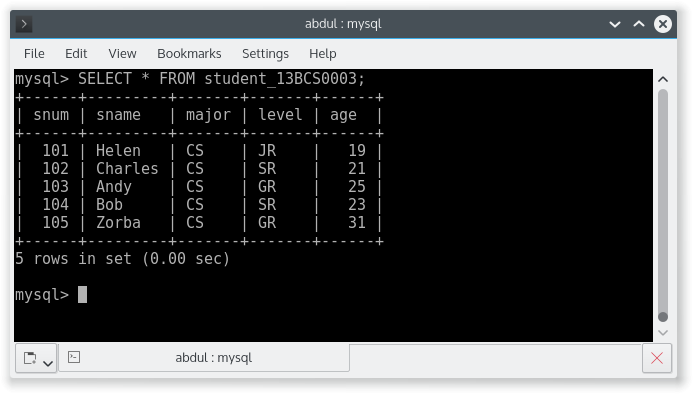 abdul : mysql
File Edit View Bookmarks Settings Help
mysql> SELECT * FROM student_13BCS0003;
+------+---------+-------+-------+------+
| snum | sname   | major | level | age  |
+------+---------+-------+-------+------+
|  101 | Helen   | CS    | JR    |   19 |
|  102 | Charles | CS    | SR    |   21 |
|  103 | Andy    | CS    | GR    |   25 |
|  104 | Bob     | CS    | SR    |   23 |
|  105 | Zorba   | CS    | GR    |   31 |
+------+---------+-------+-------+------+
5 rows in set (0.00 sec)
mysql>
abdul : mysql